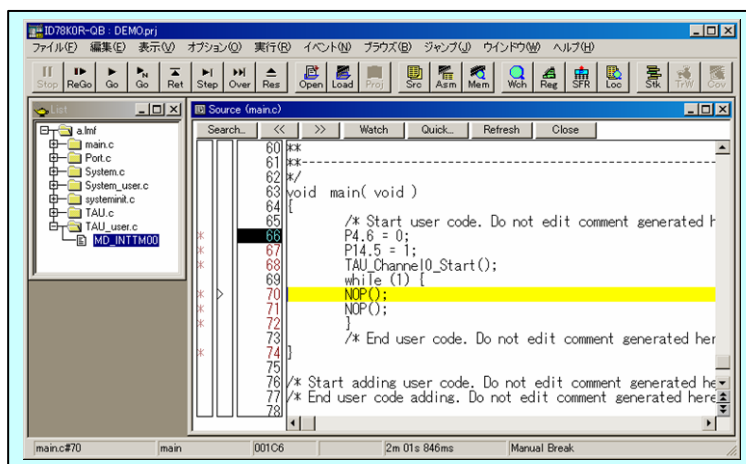 ID78K0R-QB : DEMO.prj
ファイル(F) 編集(E) 表示(V) オプション(O) 実行(R) イベント(N) ブラウズ(B) ジャンプ(J) ウインドウ(W) ヘルプ(H)
Stop ReGo Go Go Ret Step Over Res Open Load Proj Src Asm Mem Wch Reg SFR Loc Stk TrW Cov
List
a.lmf
main.c
Port.c
System.c
System_user.c
systeminit.c
TAU.c
TAU_user.c
MD_INTTM00
Source (main.c)
Search... << >> Watch Quick... Refresh Close
60 **
61 **-----------------------------------------------------------
62 */
63 void main( void )
64 {
65 /* Start user code. Do not edit comment generated h
* 66 P4.6 = 0;
* 67 P14.5 = 1;
* 68 TAU_Channel0_Start();
69 while (1) {
* > 70 NOP();
* 71 NOP();
* 72 }
73 /* End user code. Do not edit comment generated her
* 74 }
75
76 /* Start adding user code. Do not edit comment generated he
77 /* End user code adding. Do not edit comment generated here
78
main.c#70 main 001C6 2m 01s 846ms Manual Break